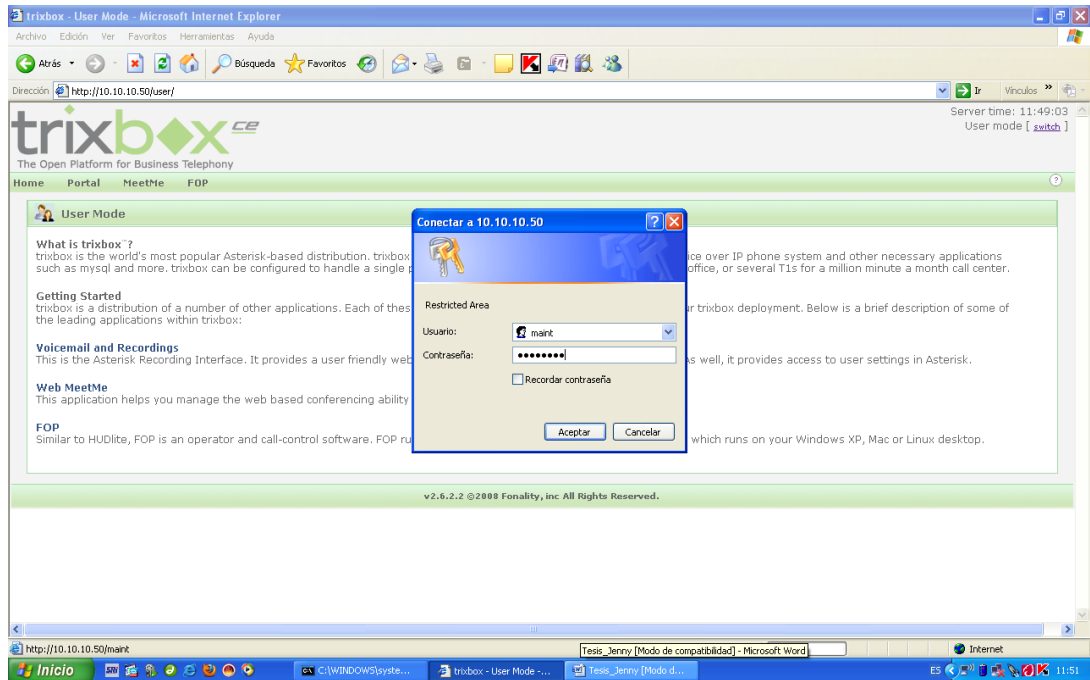 trixbox - User Mode - Microsoft Internet Explorer
Archivo Edición Ver Favoritos Herramientas Ayuda
Atrás Búsqueda Favoritos
Dirección http://10.10.10.50/user/ Ir Vínculos »
trixbox ce
The Open Platform for Business Telephony
Server time: 11:49:03
User mode [ switch ]
Home Portal MeetMe FOP ?
User Mode
What is trixbox™?
trixbox is the world's most popular Asterisk-based distribution. trixbox
ice over IP phone system and other necessary applications
such as mysql and more. trixbox can be configured to handle a single p
office, or several T1s for a million minute a month call center.
Getting Started
trixbox is a distribution of a number of other applications. Each of thes
r trixbox deployment. Below is a brief description of some of
the leading applications within trixbox:
Voicemail and Recordings
This is the Asterisk Recording Interface. It provides a user friendly web
As well, it provides access to user settings in Asterisk.
Web MeetMe
This application helps you manage the web based conferencing ability
FOP
Similar to HUDlite, FOP is an operator and call-control software. FOP ru
which runs on your Windows XP, Mac or Linux desktop.
Conectar a 10.10.10.50
Restricted Area
Usuario: maint
Contraseña: ••••••••
Recordar contraseña
Aceptar Cancelar
v2.6.2.2 ©2008 Fonality, inc All Rights Reserved.
http://10.10.10.50/maint
Tesis_Jenny [Modo de compatibilidad] - Microsoft Word
Internet
Inicio C:\WINDOWS\syste... trixbox - User Mode -... Tesis_Jenny [Modo d... ES 11:51